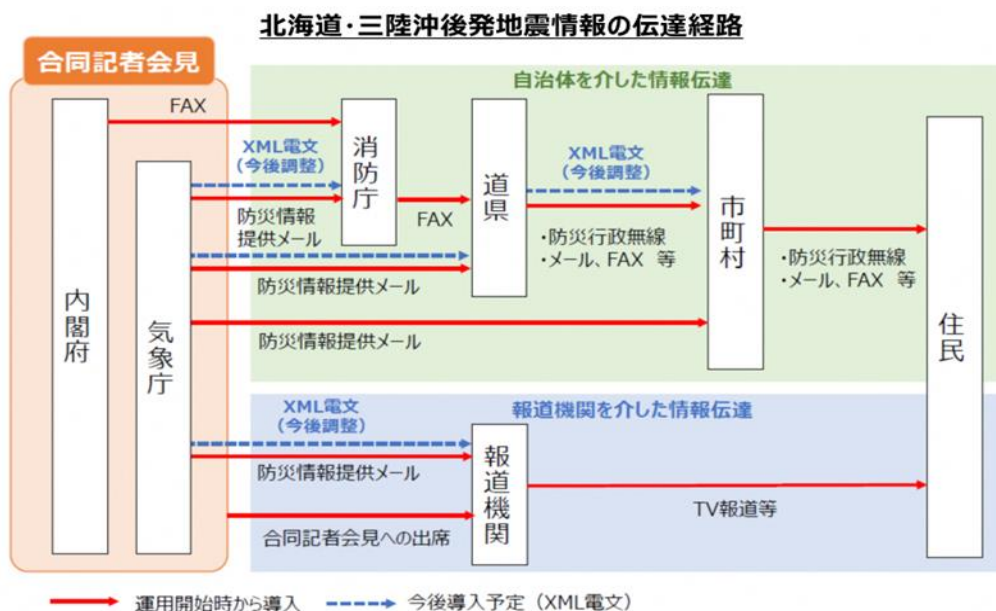 北海道・三陸沖後発地震情報の伝達経路
合同記者会見
自治体を介した情報伝達
FAX
XML電文
（今後調整）
消防庁
道県
XML電文
（今後調整）
市町村
防災情報
提供メール
FAX
・防災行政無線
・メール、FAX 等
・防災行政無線
・メール、FAX 等
防災情報提供メール
内閣府
気象庁
防災情報提供メール
住民
XML電文
（今後調整）
報道機関を介した情報伝達
防災情報提供メール
報道機関
TV報道等
合同記者会見への出席
運用開始時から導入
今後導入予定（XML電文）